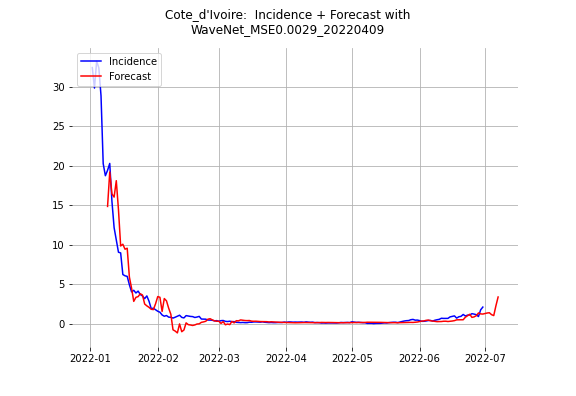 Cote_d'Ivoire:  Incidence + Forecast with
WaveNet_MSE0.0029_20220409
Incidence
Forecast
30
25
20
15
10
5
0
2022-01 2022-02 2022-03 2022-04 2022-05 2022-06 2022-07